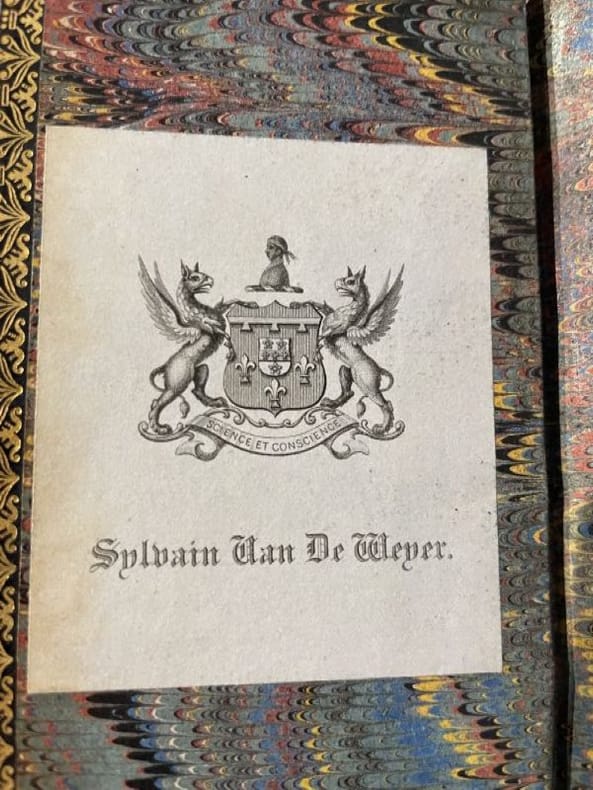 SCIENCE ET CONSCIENCE
Sylvain Van De Weyer.